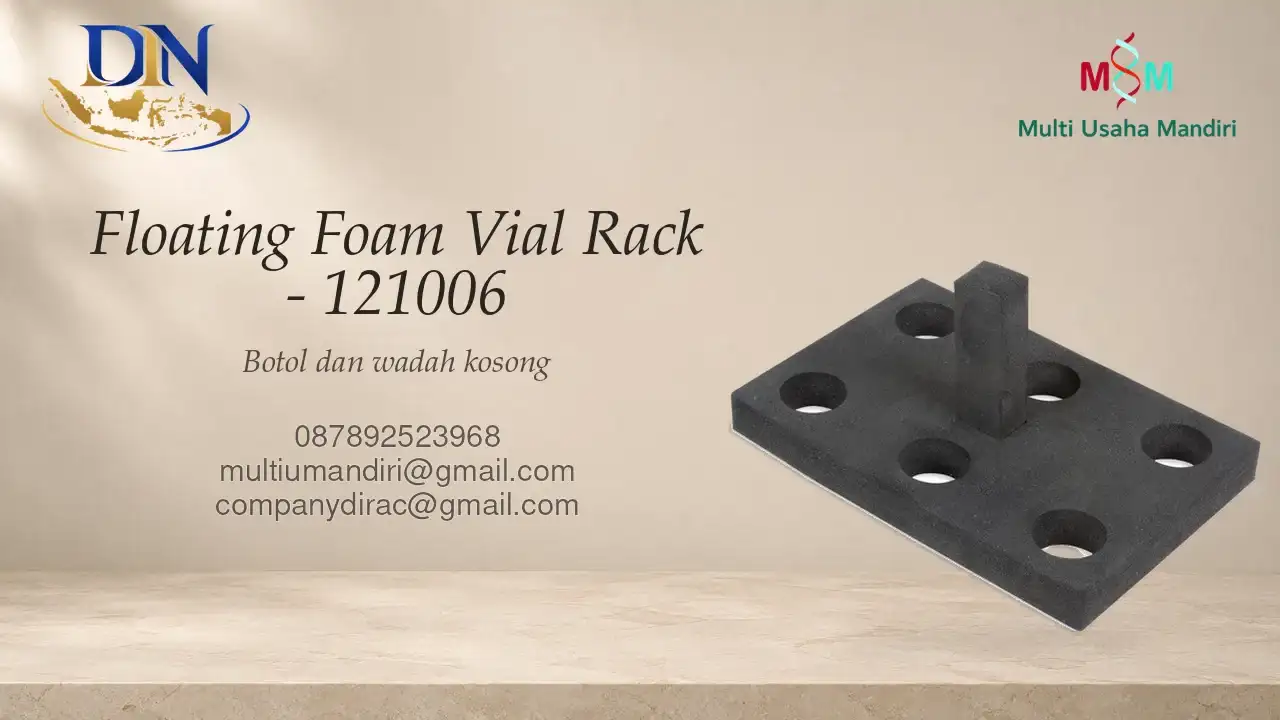 DIN
M M
Multi Usaha Mandiri
Floating Foam Vial Rack
- 121006
Botol dan wadah kosong
087892523968
multiumandiri@gmail.com
companydirac@gmail.com